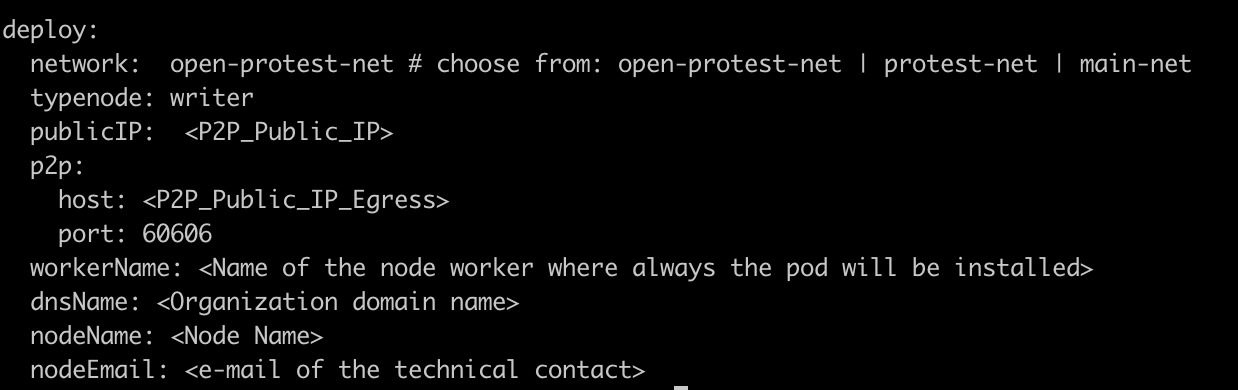 deploy:
  network:  open-protest-net # choose from: open-protest-net | protest-net | main-net
  typenode: writer
  publicIP:  <P2P_Public_IP>
  p2p:
    host: <P2P_Public_IP_Egress>
    port: 60606
  workerName: <Name of the node worker where always the pod will be installed>
  dnsName: <Organization domain name>
  nodeName: <Node Name>
  nodeEmail: <e-mail of the technical contact>